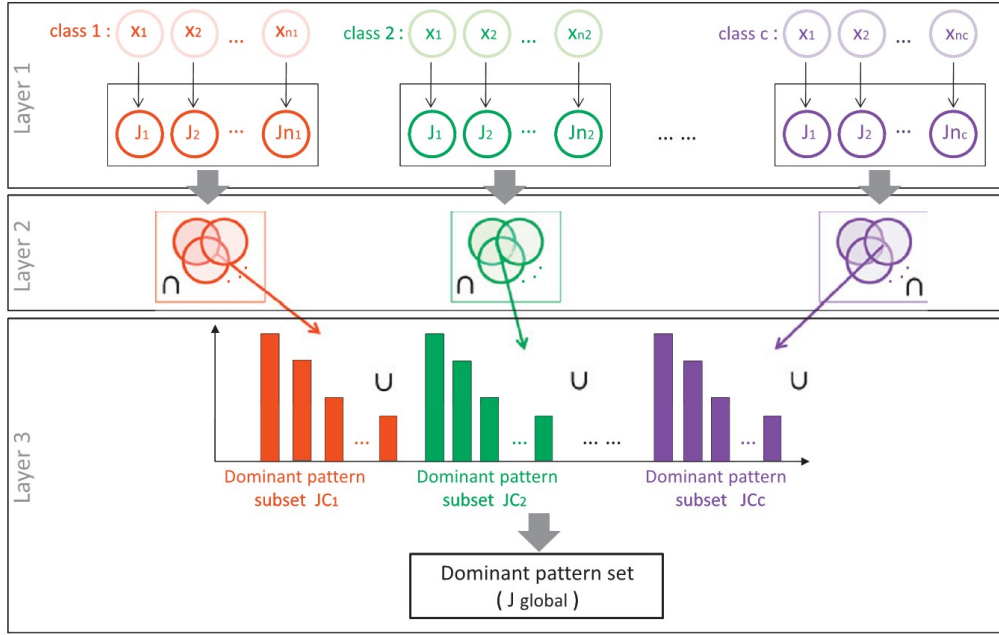 Layer 1
class 1 : x1 x2 ... xn1
class 2 : x1 x2 ... xn2
class c : x1 x2 ... xnc
J1 J2 ... Jn1
J1 J2 ... Jn2
... ...
J1 J2 ... Jnc
Layer 2
∩
∩
∩
Layer 3
∪
∪
∪
...
...
... ...
...
Dominant pattern
subset JC1
Dominant pattern
subset JC2
Dominant pattern
subset JCc
Dominant pattern set
( J global )